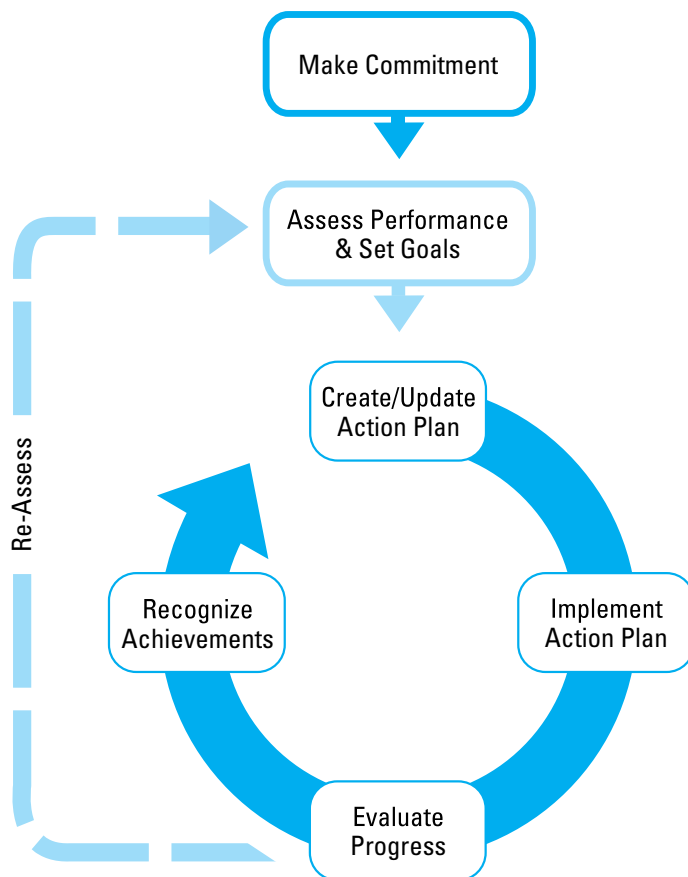 Make Commitment
Assess Performance
& Set Goals
Create/Update
Action Plan
Re-Assess
Recognize
Achievements
Implement
Action Plan
Evaluate
Progress